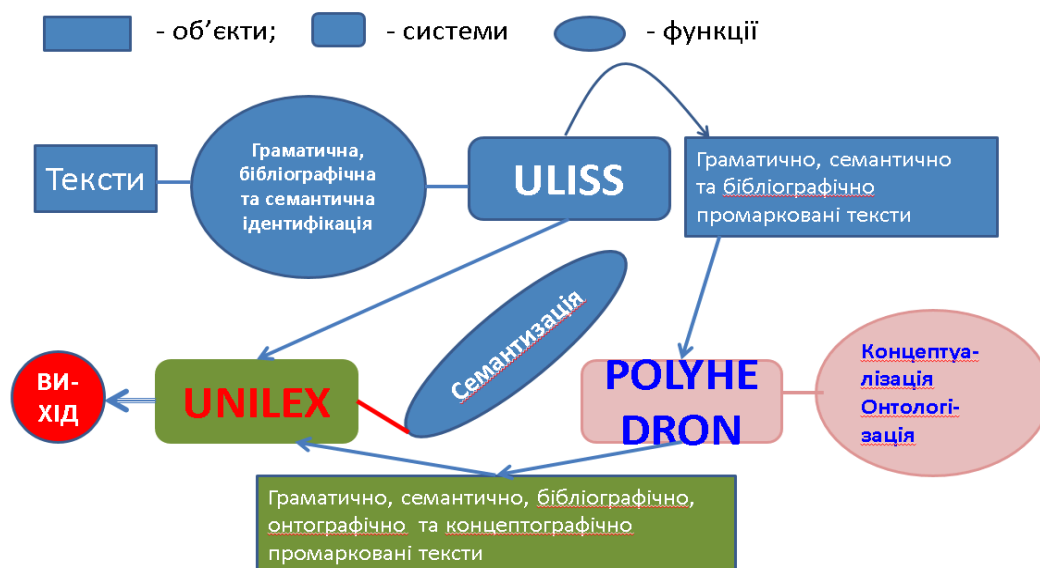 - об’єкти;
- системи
- функції
Тексти
Граматична,
бібліографічна
та семантична
ідентифікація
ULISS
Граматично, семантично
та бібліографічно
промарковані тексти
Семантизація
ВИ-
ХІД
UNILEX
POLYHE
DRON
Концептуа-
лізація
Онтологі-
зація
Граматично, семантично, бібліографічно,
онтографічно та концептографічно
промарковані тексти